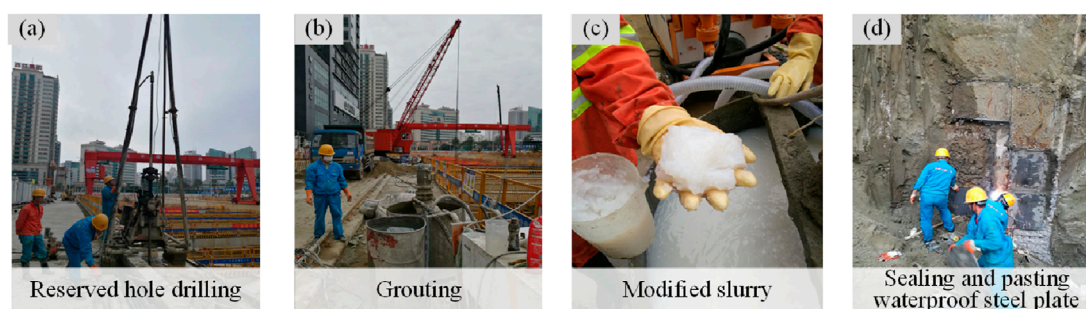 (a)
Reserved hole drilling
(b)
Grouting
(c)
Modified slurry
(d)
Sealing and pasting
waterproof steel plate